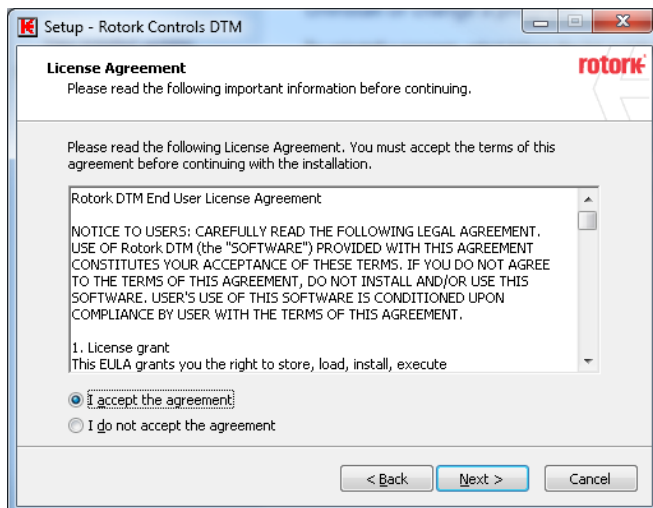 Setup - Rotork Controls DTM
License Agreement
rotork
Please read the following important information before continuing.
Please read the following License Agreement. You must accept the terms of this
agreement before continuing with the installation.
Rotork DTM End User License Agreement
NOTICE TO USERS: CAREFULLY READ THE FOLLOWING LEGAL AGREEMENT.
USE OF Rotork DTM (the "SOFTWARE") PROVIDED WITH THIS AGREEMENT
CONSTITUTES YOUR ACCEPTANCE OF THESE TERMS. IF YOU DO NOT AGREE
TO THE TERMS OF THIS AGREEMENT, DO NOT INSTALL AND/OR USE THIS
SOFTWARE. USER'S USE OF THIS SOFTWARE IS CONDITIONED UPON
COMPLIANCE BY USER WITH THE TERMS OF THIS AGREEMENT.
1. License grant
This EULA grants you the right to store, load, install, execute
I accept the agreement
I do not accept the agreement
< Back Next > Cancel